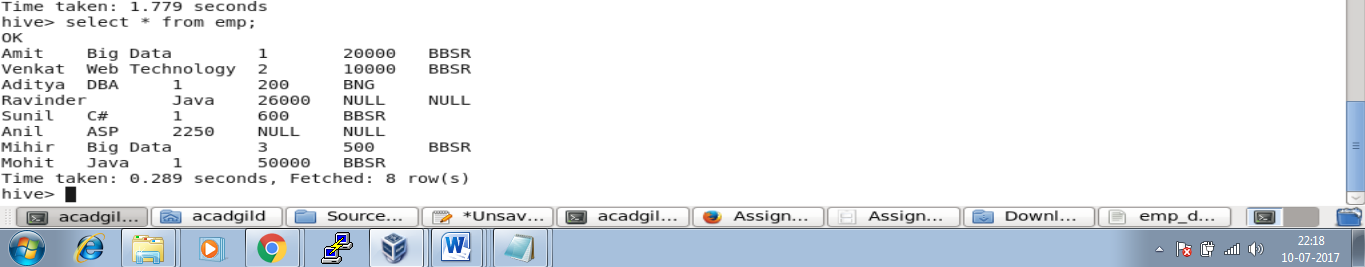 Time taken: 1.779 seconds
hive> select * from emp;
OK
Amit Big Data 1 20000 BBSR
Venkat Web Technology 2 10000 BBSR
Aditya DBA 1 200 BNG
Ravinder Java 26000 NULL NULL
Sunil C# 1 600 BBSR
Anil ASP 2250 NULL NULL
Mihir Big Data 3 500 BBSR
Mohit Java 1 50000 BBSR
Time taken: 0.289 seconds, Fetched: 8 row(s)
hive>
acadgil... acadgild Source... *Unsav... acadgil... Assign... Assign... Downl... emp_d...
22:18
10-07-2017